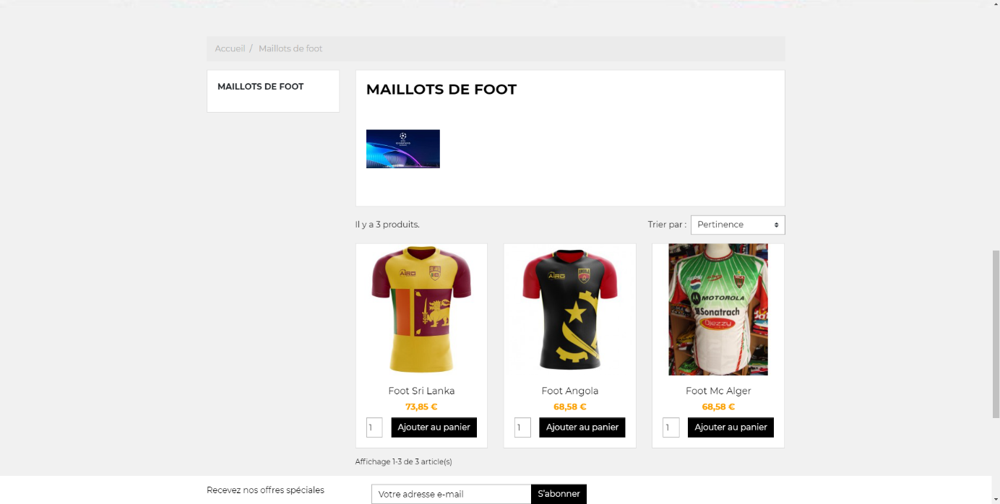 Accueil / Maillots de foot
MAILLOTS DE FOOT
MAILLOTS DE FOOT
Il y a 3 produits.
Trier par : Pertinence
AIRO
AIRO
ANGOLA
PEPSI
MOTOROLA
Sonatrach
Djezzy
Foot Sri Lanka
73,85 €
1 Ajouter au panier
Foot Angola
68,58 €
1 Ajouter au panier
Foot Mc Alger
68,58 €
1 Ajouter au panier
Affichage 1-3 de 3 article(s)
Recevez nos offres spéciales
Votre adresse e-mail
S'abonner